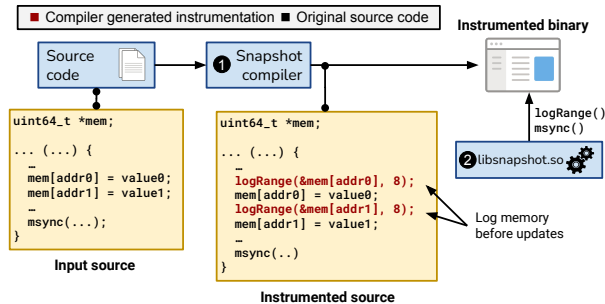 Compiler generated instrumentation Original source code
Instrumented binary
Source
code
1 Snapshot
compiler
logRange()
msync()
2 libsnapshot.so
uint64_t *mem;
... (...) {
…
mem[addr0] = value0;
mem[addr1] = value1;
…
msync(...);
}
Input source
uint64_t *mem;
... (...) {
…
logRange(&mem[addr0], 8);
mem[addr0] = value0;
logRange(&mem[addr1], 8);
mem[addr1] = value1;
…
msync(..)
}
Instrumented source
Log memory
before updates